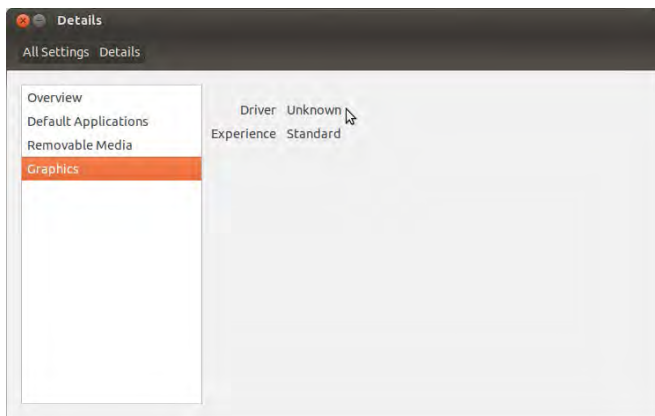 Details
All Settings Details
Overview
Default Applications
Removable Media
Graphics
Driver Unknown
Experience Standard